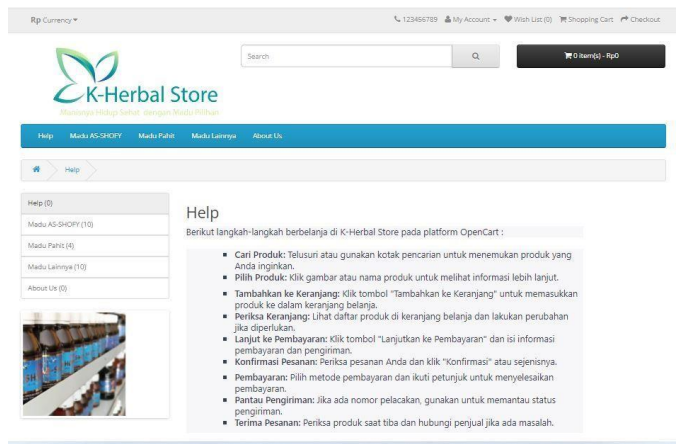 Rp Currency
123456789 My Account Wish List (0) Shopping Cart Checkout
Search
0 item(s) - Rp0
K-Herbal Store
Mulainya Hidup Sehat dengan Madu Pilihan
Help Madu AS-SHOFY Madu Pahit Madu Lainnya About Us
Help
Help (0)
Madu AS-SHOFY (10)
Madu Pahit (4)
Madu Lainnya (10)
About Us (0)
Help
Berikut langkah-langkah berbelanja di K-Herbal Store pada platform OpenCart :
Cari Produk: Telusuri atau gunakan kotak pencarian untuk menemukan produk yang
Anda inginkan.
Pilih Produk: Klik gambar atau nama produk untuk melihat informasi lebih lanjut.
Tambahkan ke Keranjang: Klik tombol "Tambahkan ke Keranjang" untuk memasukkan
produk ke dalam keranjang belanja.
Periksa Keranjang: Lihat daftar produk di keranjang belanja dan lakukan perubahan
jika diperlukan.
Lanjut ke Pembayaran: Klik tombol "Lanjutkan ke Pembayaran" dan isi informasi
pembayaran dan pengiriman.
Konfirmasi Pesanan: Periksa pesanan Anda dan klik "Konfirmasi" atau sejenisnya.
Pembayaran: Pilih metode pembayaran dan ikuti petunjuk untuk menyelesaikan
pembayaran.
Pantau Pengiriman: Jika ada nomor pelacakan, gunakan untuk memantau status
pengiriman.
Terima Pesanan: Periksa produk saat tiba dan hubungi penjual jika ada masalah.